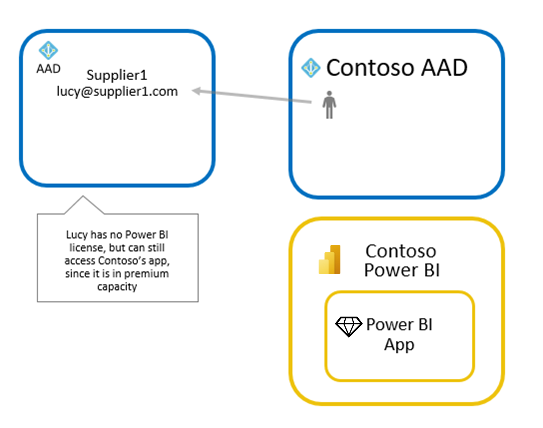 AAD
Supplier1
lucy@supplier1.com
Contoso AAD
Lucy has no Power BI
license, but can still
access Contoso's app,
since it is in premium
capacity
Contoso
Power BI
Power BI
App